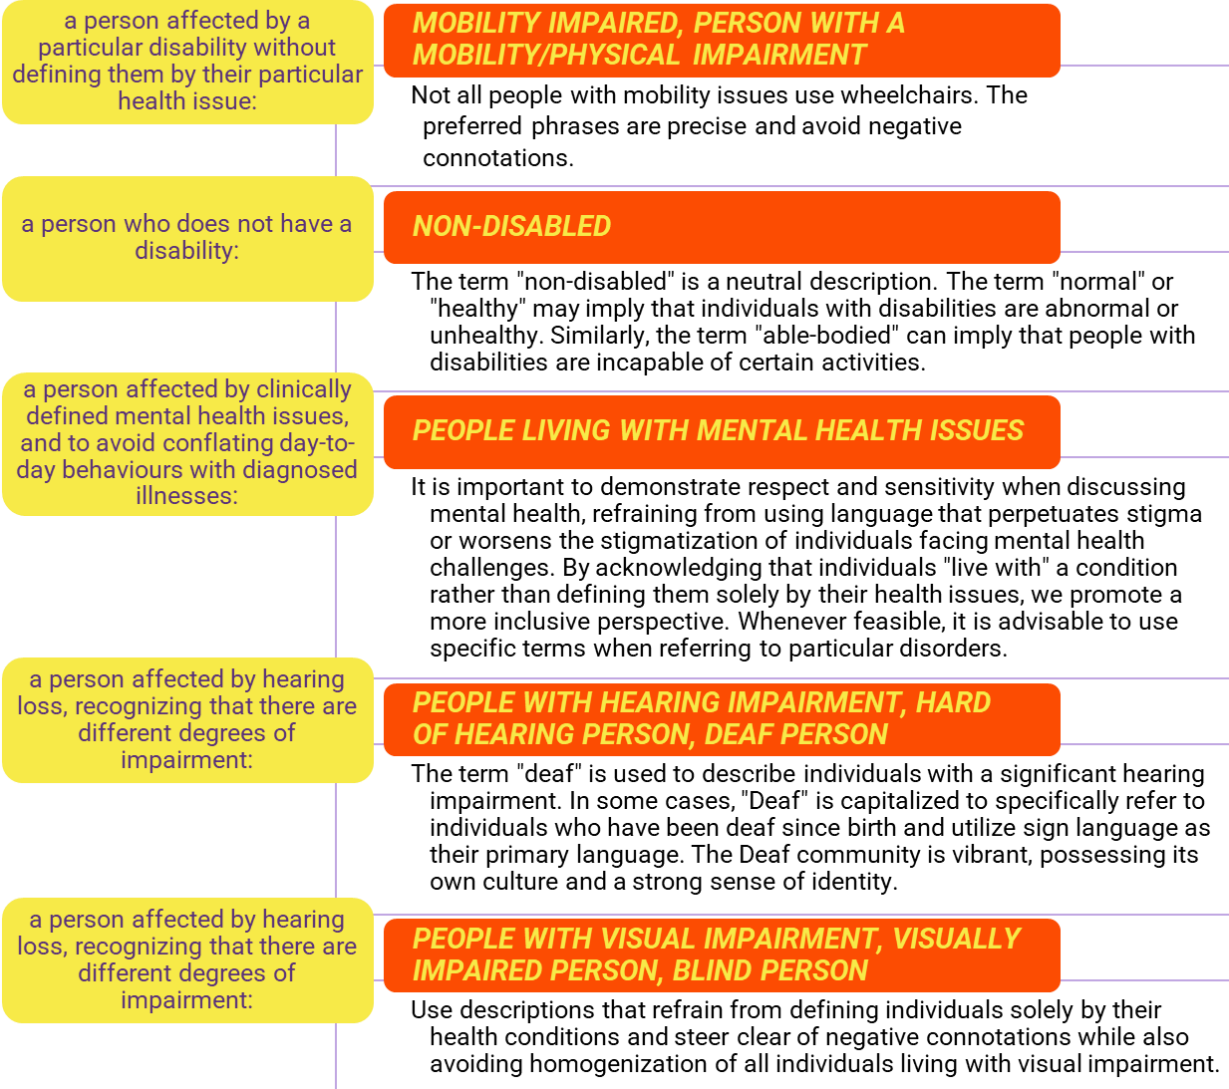 a person affected by a
particular disability without
defining them by their particular
health issue:
MOBILITY IMPAIRED, PERSON WITH A
MOBILITY/PHYSICAL IMPAIRMENT
Not all people with mobility issues use wheelchairs. The
preferred phrases are precise and avoid negative
connotations.
a person who does not have a
disability:
NON-DISABLED
The term "non-disabled" is a neutral description. The term "normal" or
"healthy" may imply that individuals with disabilities are abnormal or
unhealthy. Similarly, the term "able-bodied" can imply that people with
disabilities are incapable of certain activities.
a person affected by clinically
defined mental health issues,
and to avoid conflating day-to-
day behaviours with diagnosed
illnesses:
PEOPLE LIVING WITH MENTAL HEALTH ISSUES
It is important to demonstrate respect and sensitivity when discussing
mental health, refraining from using language that perpetuates stigma
or worsens the stigmatization of individuals facing mental health
challenges. By acknowledging that individuals "live with" a condition
rather than defining them solely by their health issues, we promote a
more inclusive perspective. Whenever feasible, it is advisable to use
specific terms when referring to particular disorders.
a person affected by hearing
loss, recognizing that there are
different degrees of
impairment:
PEOPLE WITH HEARING IMPAIRMENT, HARD
OF HEARING PERSON, DEAF PERSON
The term "deaf" is used to describe individuals with a significant hearing
impairment. In some cases, "Deaf" is capitalized to specifically refer to
individuals who have been deaf since birth and utilize sign language as
their primary language. The Deaf community is vibrant, possessing its
own culture and a strong sense of identity.
a person affected by hearing
loss, recognizing that there are
different degrees of
impairment:
PEOPLE WITH VISUAL IMPAIRMENT, VISUALLY
IMPAIRED PERSON, BLIND PERSON
Use descriptions that refrain from defining individuals solely by their
health conditions and steer clear of negative connotations while also
avoiding homogenization of all individuals living with visual impairment.